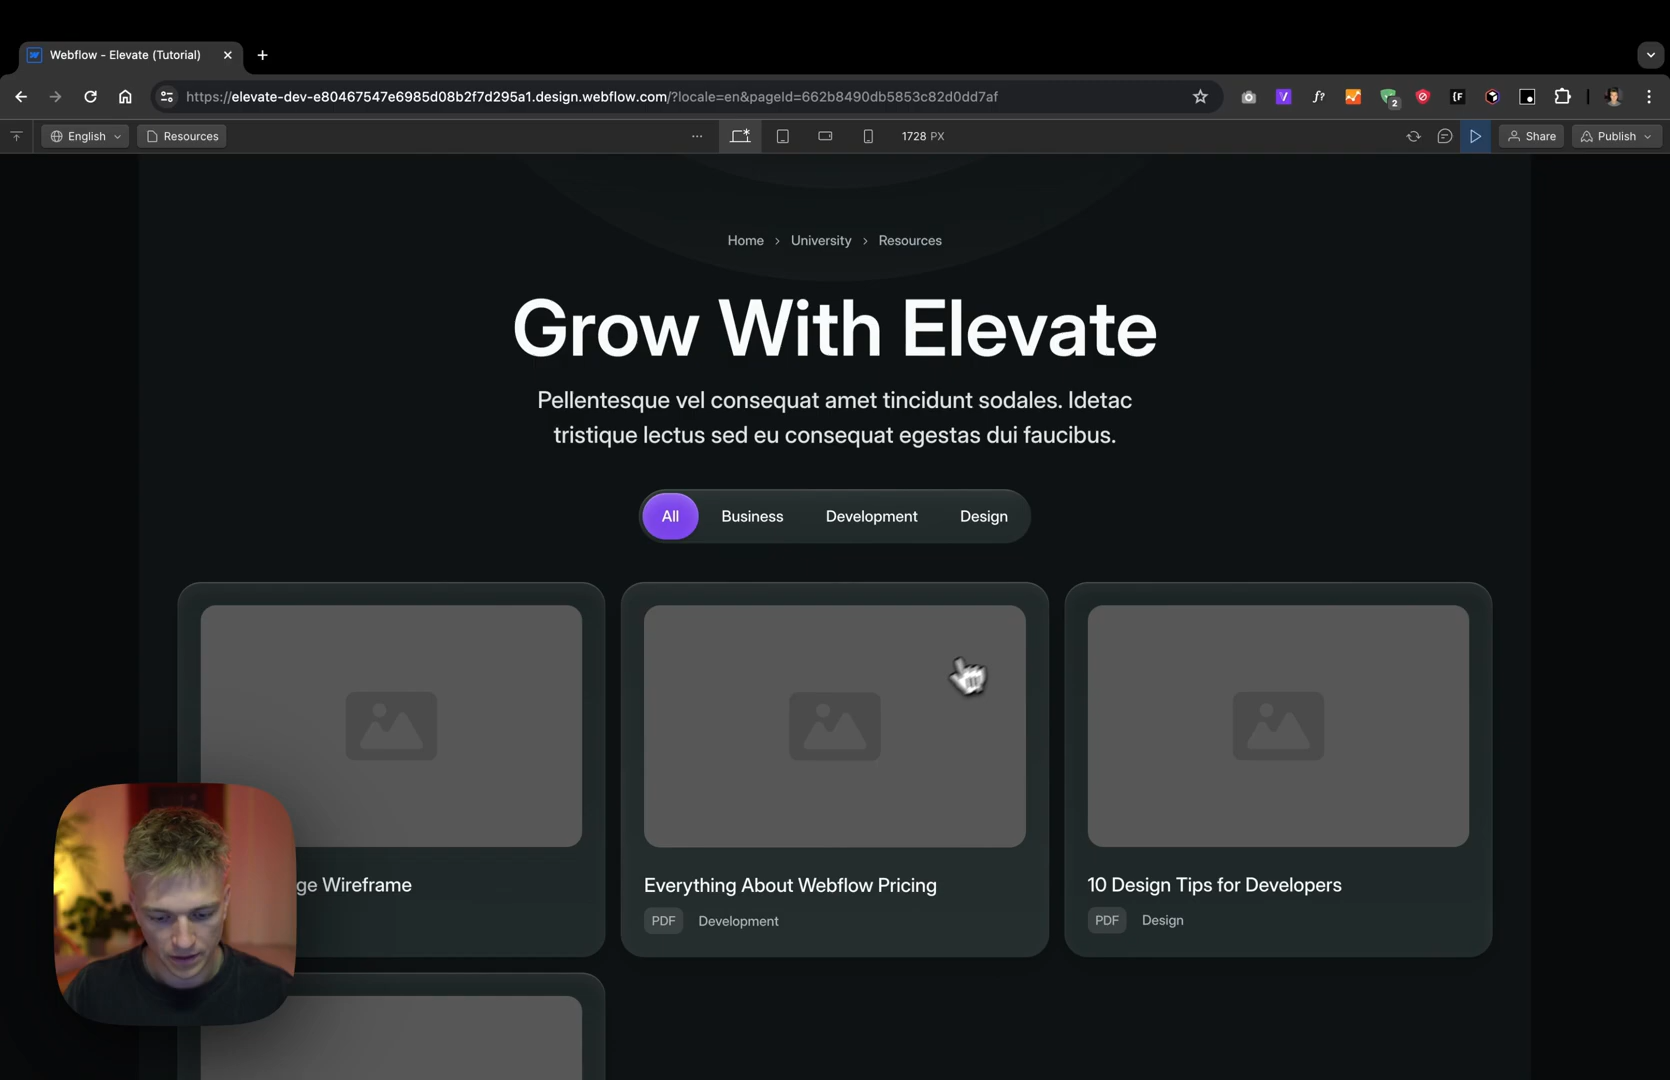 Webflow - Elevate (Tutorial)
https://elevate-dev-e80467547e6985d08b2f7d295a1.design.webflow.com/?locale=en&pageId=662b8490db5853c82d0dd7af
2
English
Resources
1728 PX
Share
Publish
Home > University > Resources
Grow With Elevate
Pellentesque vel consequat amet tincidunt sodales. Idetac
tristique lectus sed eu consequat egestas dui faucibus.
All
Business
Development
Design
ge Wireframe
Everything About Webflow Pricing
PDF
Development
10 Design Tips for Developers
PDF
Design